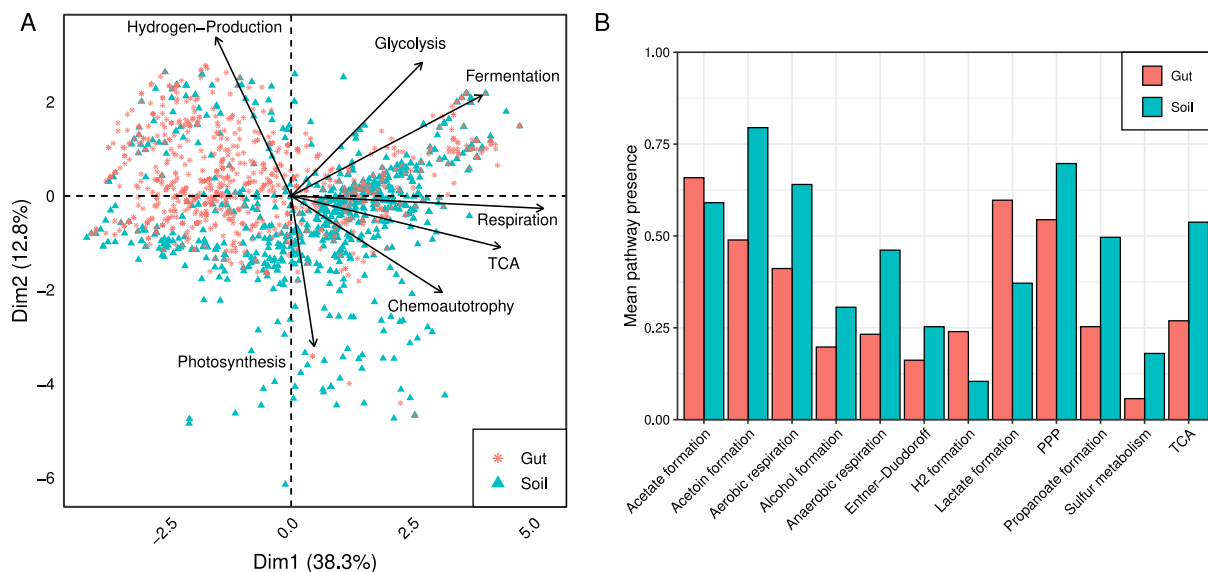 A
Hydrogen−Production
Glycolysis
Fermentation
Respiration
TCA
Chemoautotrophy
Photosynthesis
2
0
−2
−4
−6
Dim2 (12.8%)
−2.5
0.0
2.5
5.0
Dim1 (38.3%)
Gut
Soil
B
1.00
0.75
0.50
0.25
0.00
Mean pathway presence
Gut
Soil
Acetate formation
Acetoin formation
Aerobic respiration
Alcohol formation
Anaerobic respiration
Entner−Duodoroff
H2 formation
Lactate formation
PPP
Propanoate formation
Sulfur metabolism
TCA